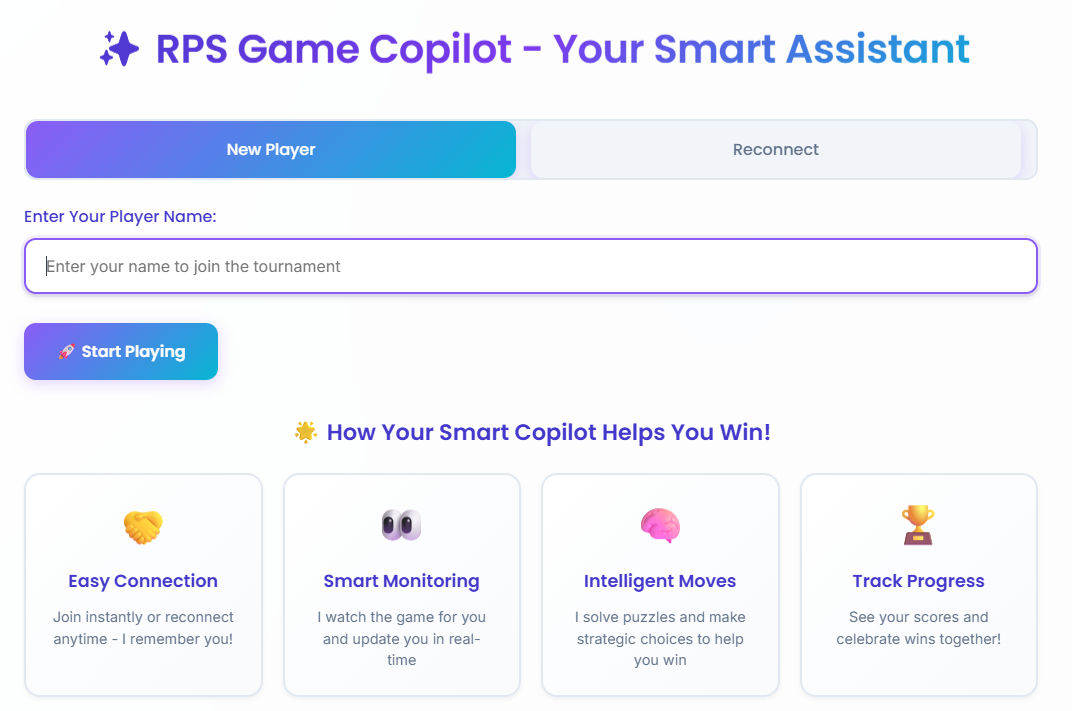 RPS Game Copilot - Your Smart Assistant
New Player
Reconnect
Enter Your Player Name:
Enter your name to join the tournament
🚀 Start Playing
🌟 How Your Smart Copilot Helps You Win!
Easy Connection
Join instantly or reconnect
anytime - I remember you!
Smart Monitoring
I watch the game for you
and update you in real-
time
Intelligent Moves
I solve puzzles and make
strategic choices to help
you win
Track Progress
See your scores and
celebrate wins together!